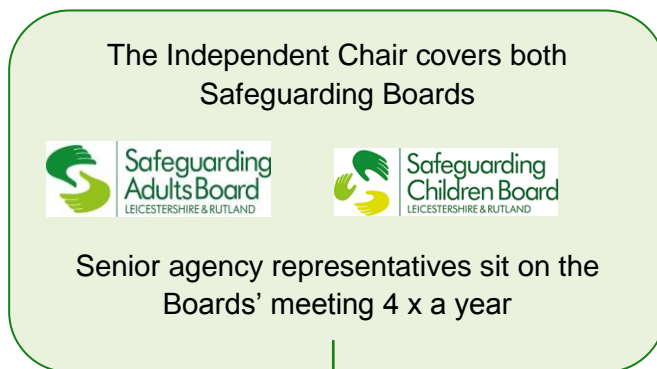 The Independent Chair covers both
Safeguarding Boards
Safeguarding
Adults Board
LEICESTERSHIRE & RUTLAND
Safeguarding
Children Board
LEICESTERSHIRE & RUTLAND
Senior agency representatives sit on the
Boards’ meeting 4 x a year